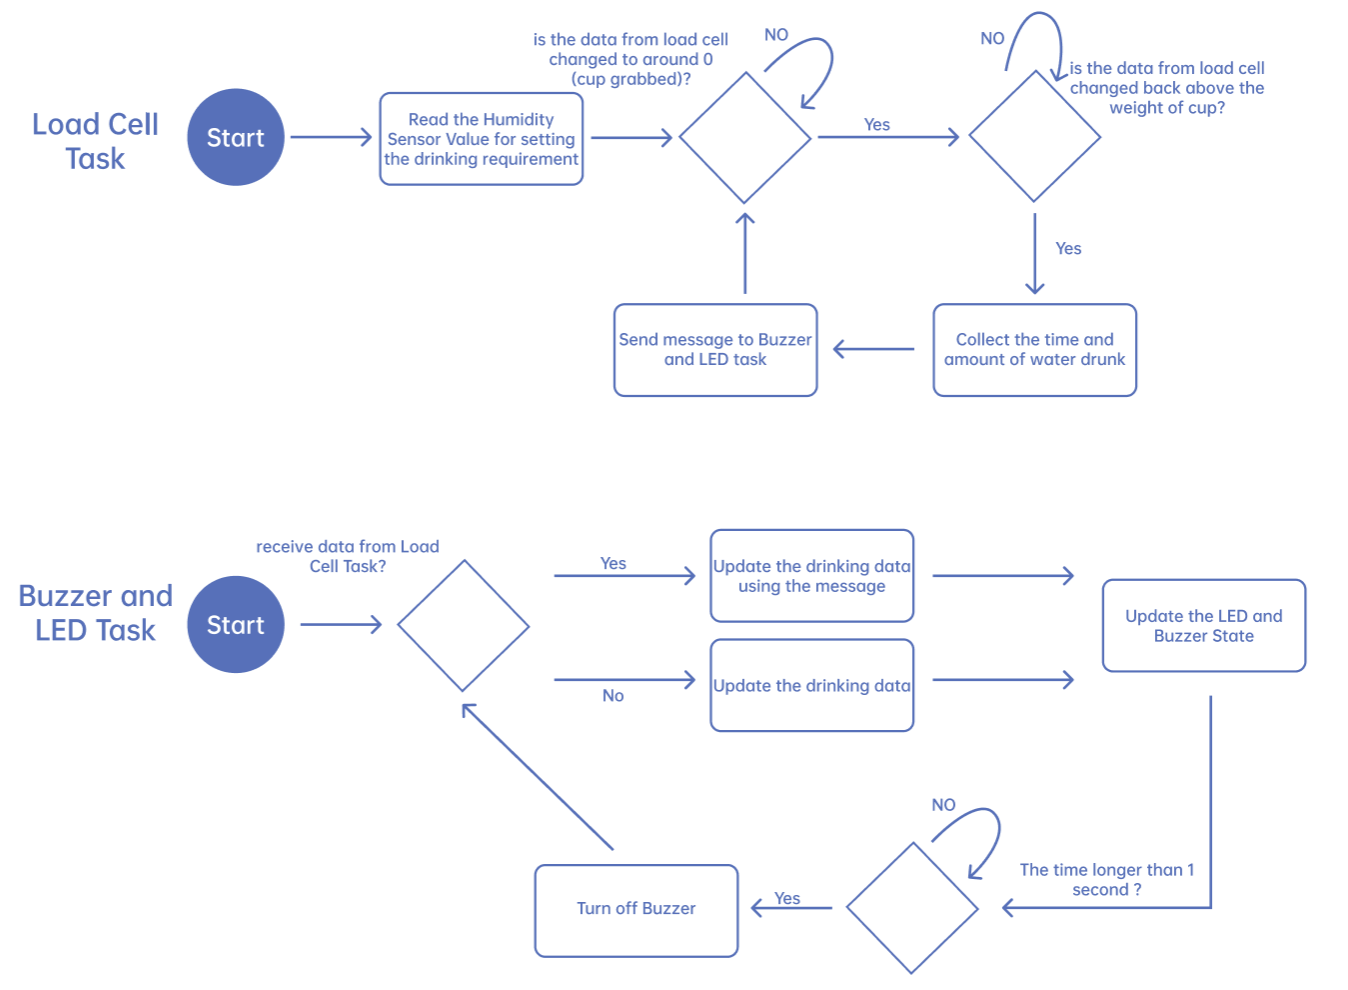 Load Cell
Task
Start
Read the Humidity
Sensor Value for setting
the drinking requirement
is the data from load cell
changed to around 0
(cup grabbed)?
NO
Yes
NO
is the data from load cell
changed back above the
weight of cup?
Yes
Collect the time and
amount of water drunk
Send message to Buzzer
and LED task
Buzzer and
LED Task
Start
receive data from Load
Cell Task?
Yes
No
Update the drinking data
using the message
Update the drinking data
Update the LED and
Buzzer State
The time longer than 1
second ?
NO
Yes
Turn off Buzzer